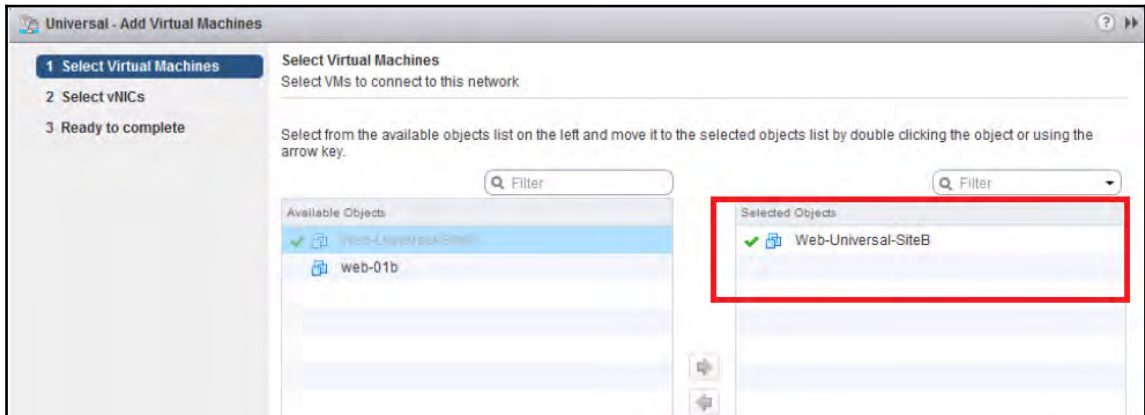 Universal - Add Virtual Machines
?
1 Select Virtual Machines
2 Select vNICs
3 Ready to complete
Select Virtual Machines
Select VMs to connect to this network
Select from the available objects list on the left and move it to the selected objects list by double clicking the object or using the
arrow key.
Filter
Filter
Available Objects
Web-Universal-SiteB
web-01b
Selected Objects
Web-Universal-SiteB